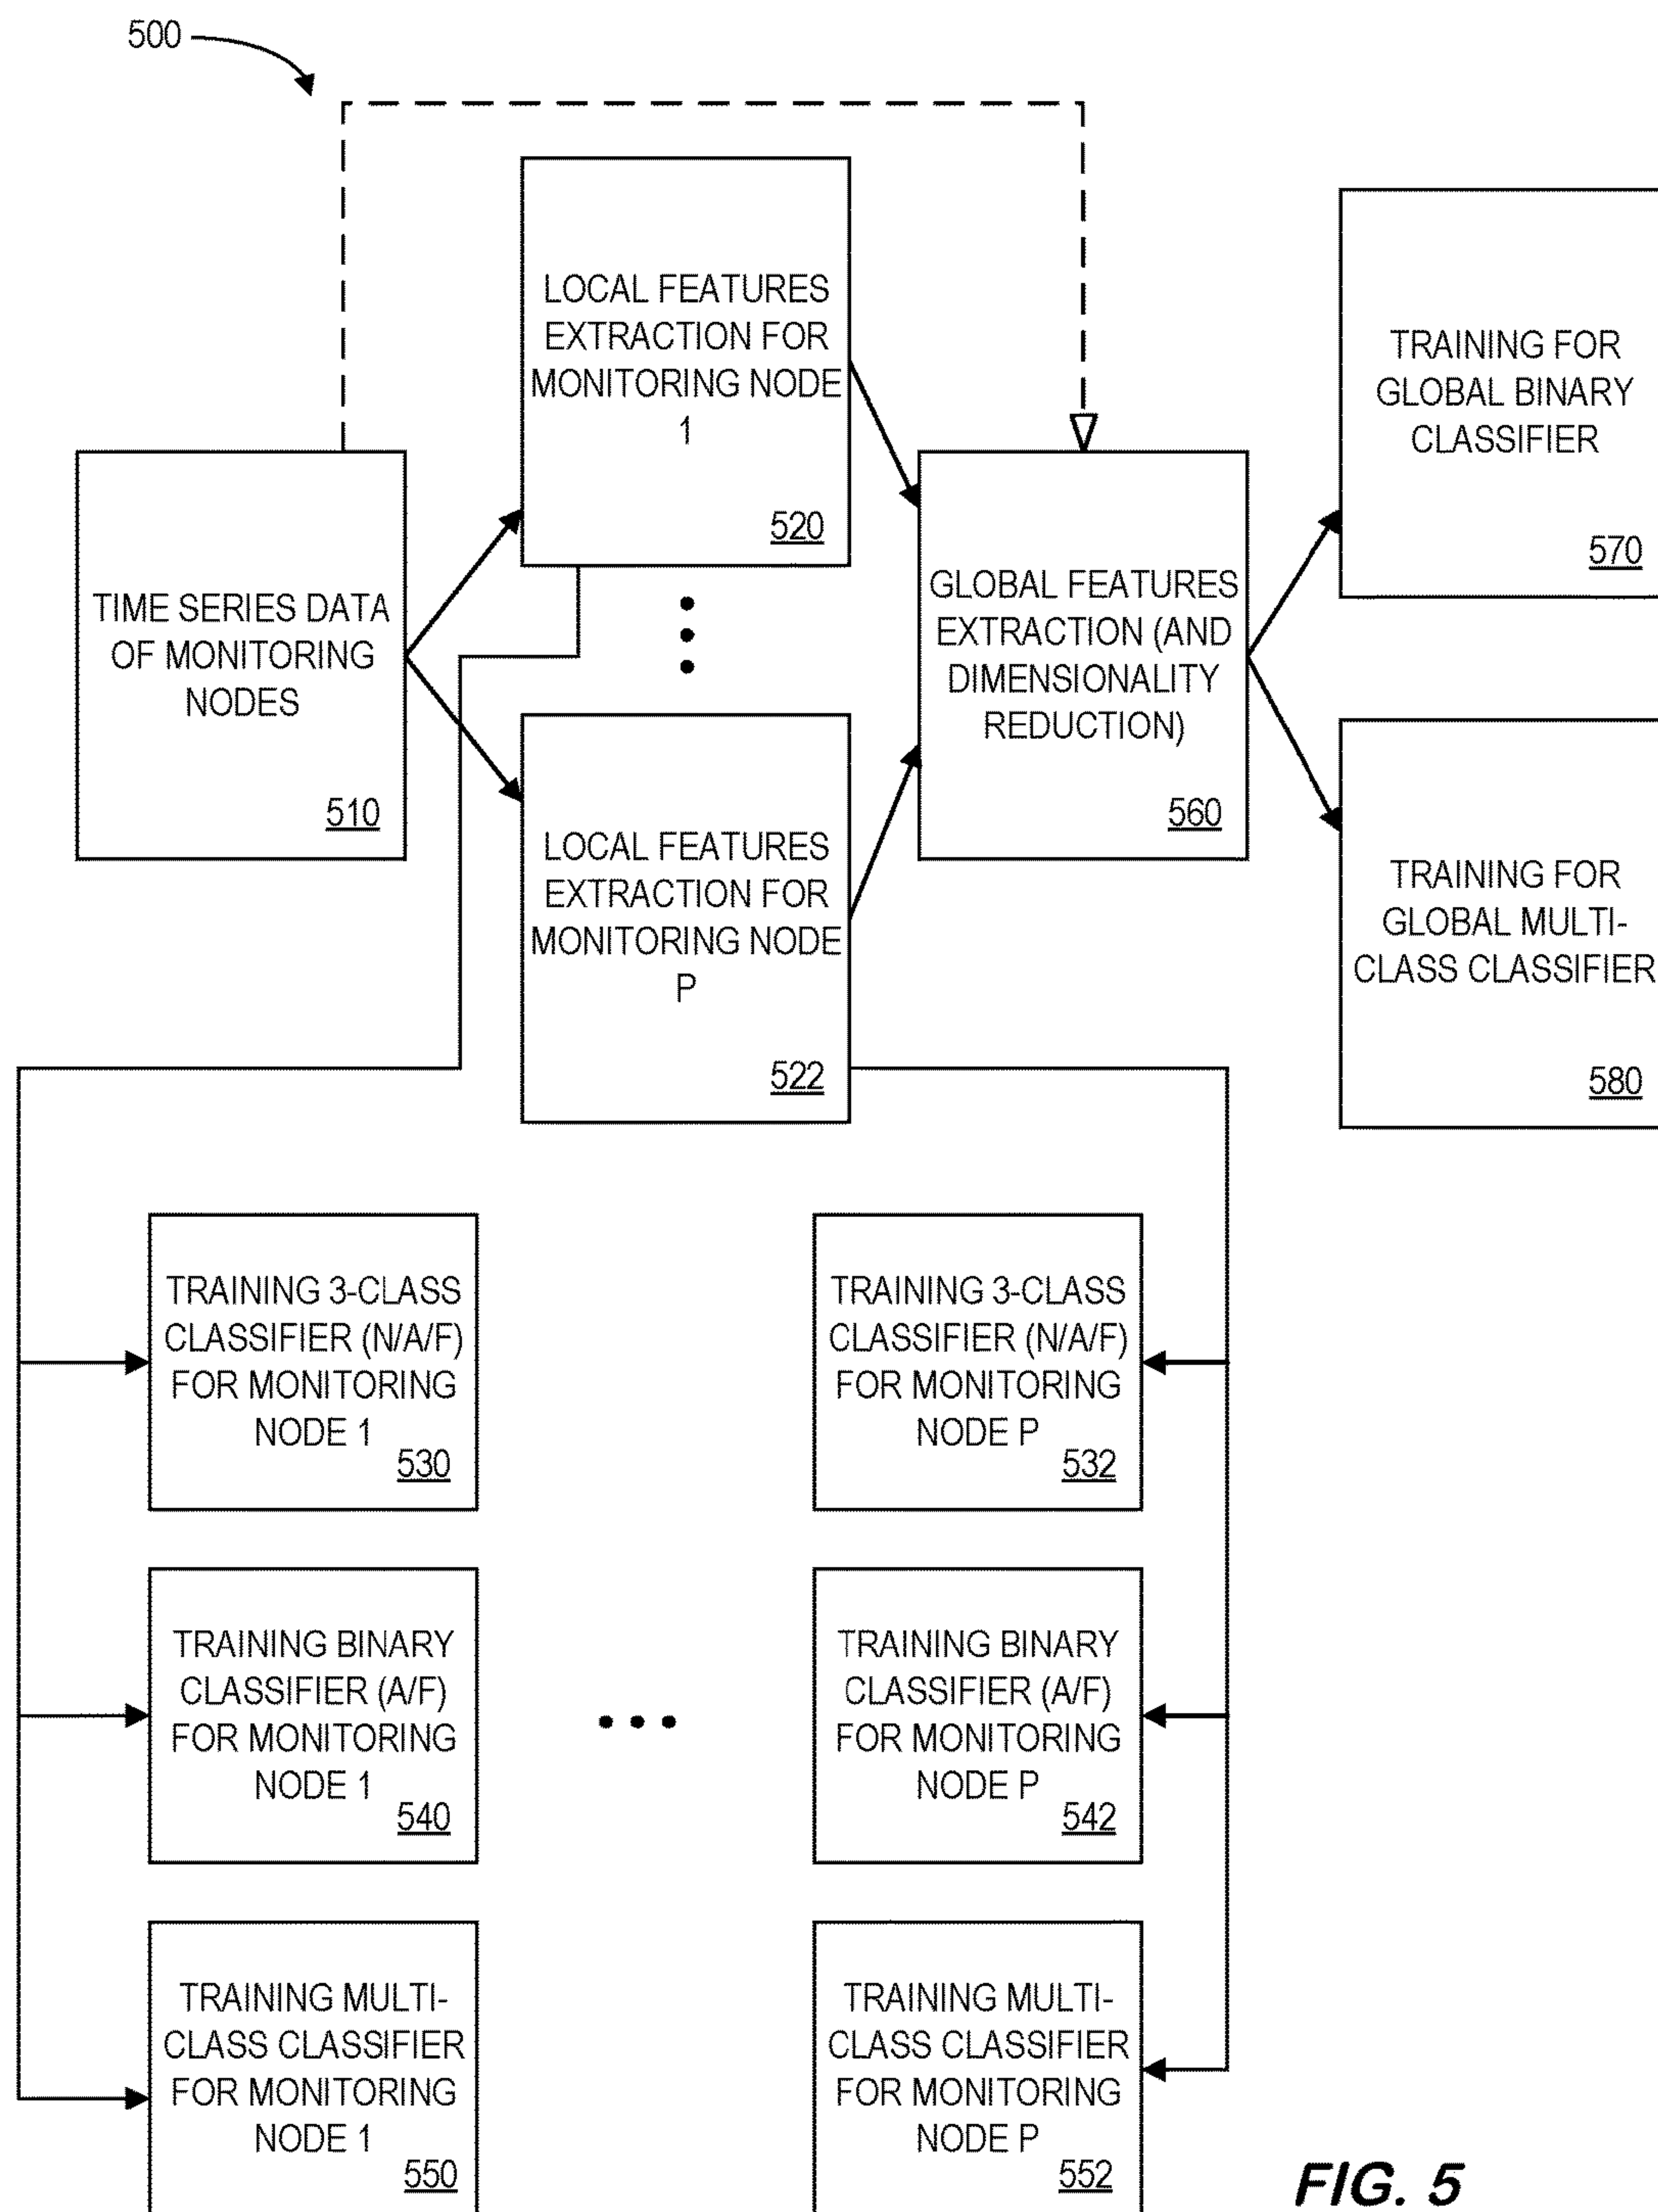 500
LOCAL FEATURES
EXTRACTION FOR
MONITORING NODE
1
520
TRAINING FOR
GLOBAL BINARY
CLASSIFIER
570
TIME SERIES DATA
OF MONITORING
NODES
510
GLOBAL FEATURES
EXTRACTION (AND
DIMENSIONALITY
REDUCTION)
560
LOCAL FEATURES
EXTRACTION FOR
MONITORING NODE
P
522
TRAINING FOR
GLOBAL MULTI-
CLASS CLASSIFIER
580
TRAINING 3-CLASS
CLASSIFIER (N/A/F)
FOR MONITORING
NODE 1
530
TRAINING 3-CLASS
CLASSIFIER (N/A/F)
FOR MONITORING
NODE P
532
TRAINING BINARY
CLASSIFIER (A/F)
FOR MONITORING
NODE 1
540
TRAINING BINARY
CLASSIFIER (A/F)
FOR MONITORING
NODE P
542
TRAINING MULTI-
CLASS CLASSIFIER
FOR MONITORING
NODE 1
550
TRAINING MULTI-
CLASS CLASSIFIER
FOR MONITORING
NODE P
552
FIG. 5